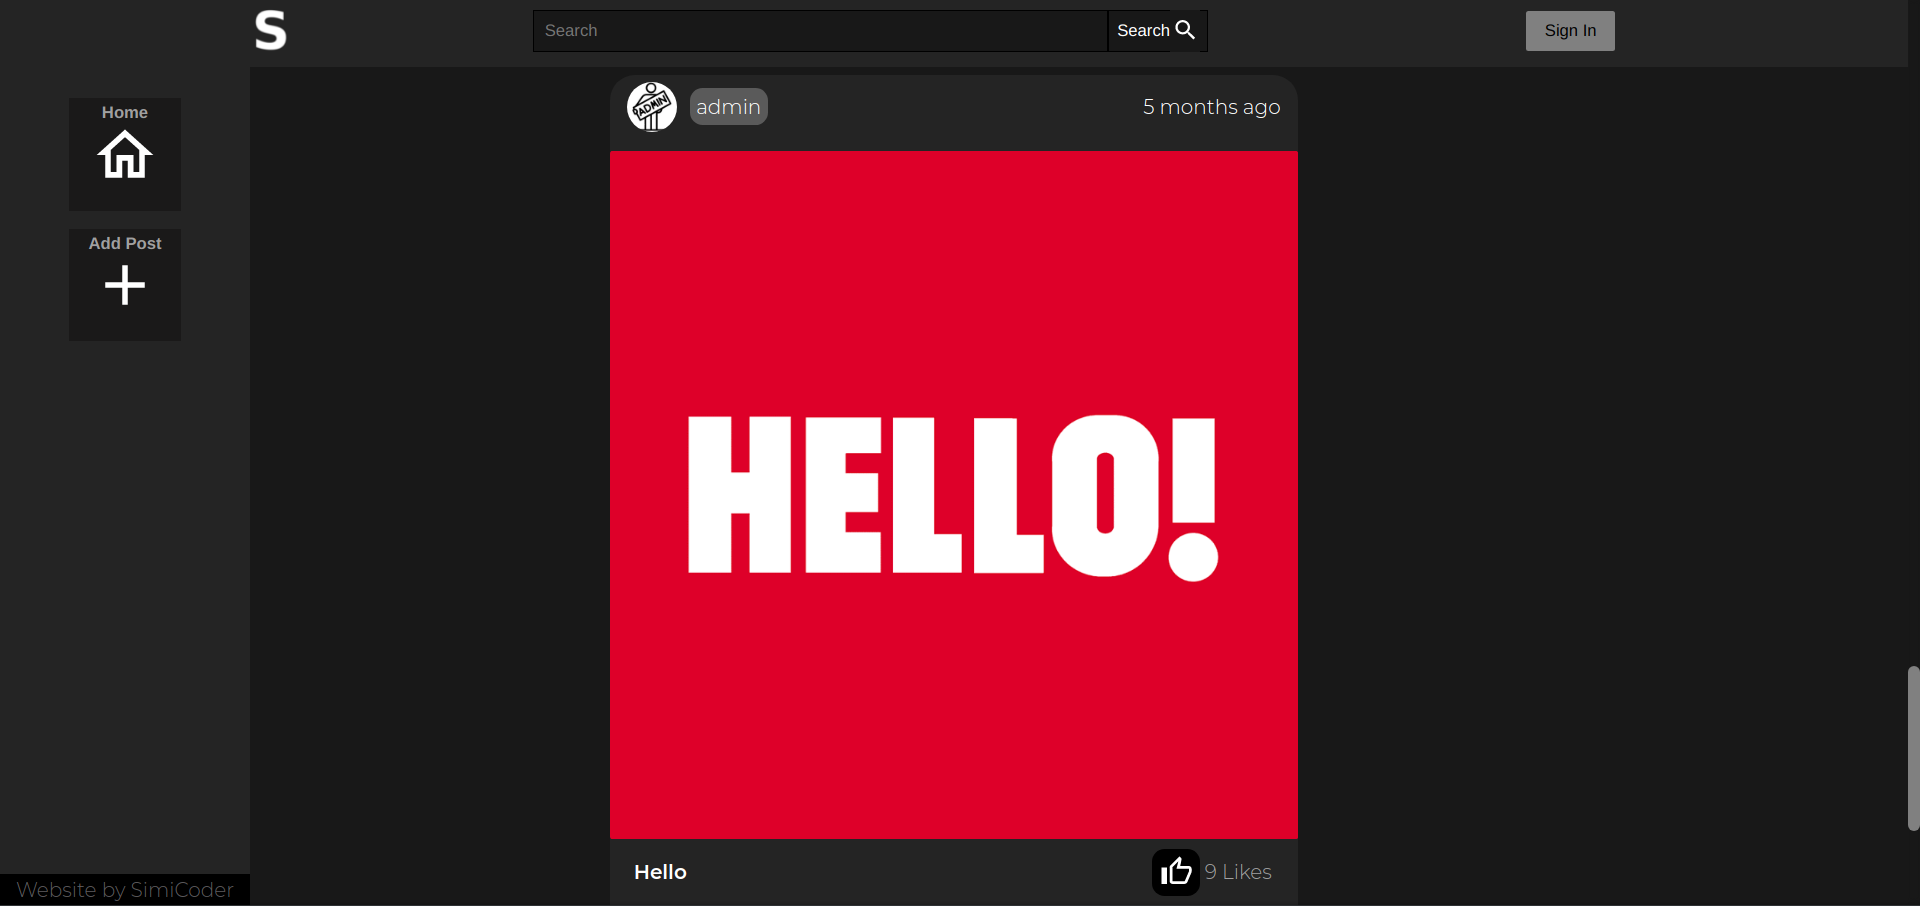 S
Search
Search
Sign In
Home
Add Post
ADMIN
admin
5 months ago
HELLO!
Hello
9 Likes
Website by SimiCoder